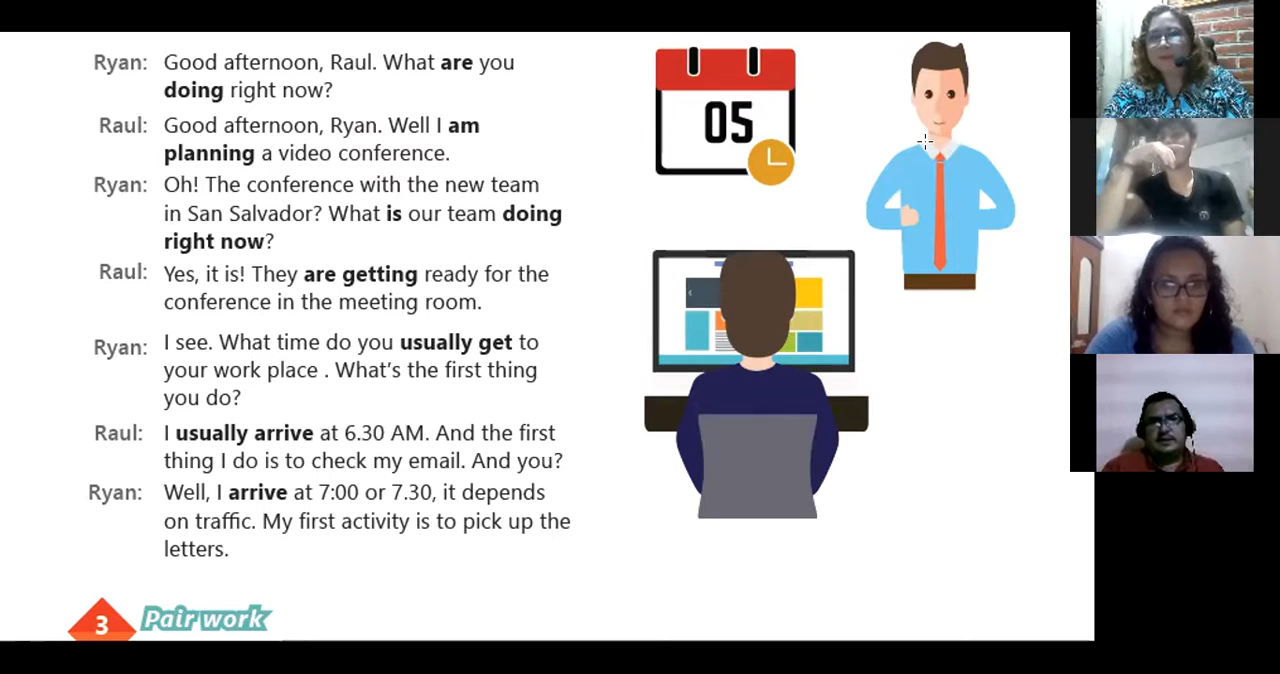 Ryan: Good afternoon, Raul. What are you
doing right now?
Raul: Good afternoon, Ryan. Well I am
planning a video conference.
Ryan: Oh! The conference with the new team
in San Salvador? What is our team doing
right now?
Raul: Yes, it is! They are getting ready for the
conference in the meeting room.
Ryan: I see. What time do you usually get to
your work place . What's the first thing
you do?
Raul: I usually arrive at 6.30 AM. And the first
thing I do is to check my email. And you?
Ryan: Well, I arrive at 7:00 or 7.30, it depends
on traffic. My first activity is to pick up the
letters.
05
3 Pair work